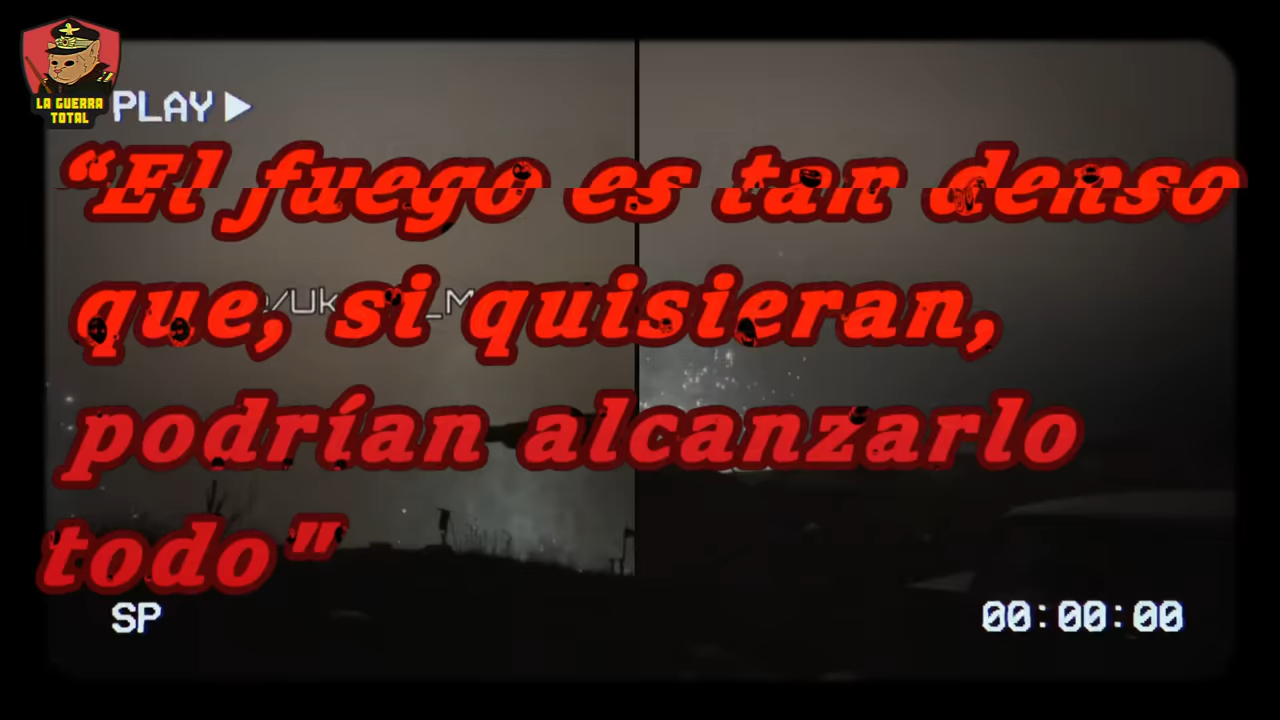 LA GUERRA
TOTAL
PLAY
“El fuego es tan denso
que, si quisieran,
podrían alcanzarlo
todo"
SP
00:00:00